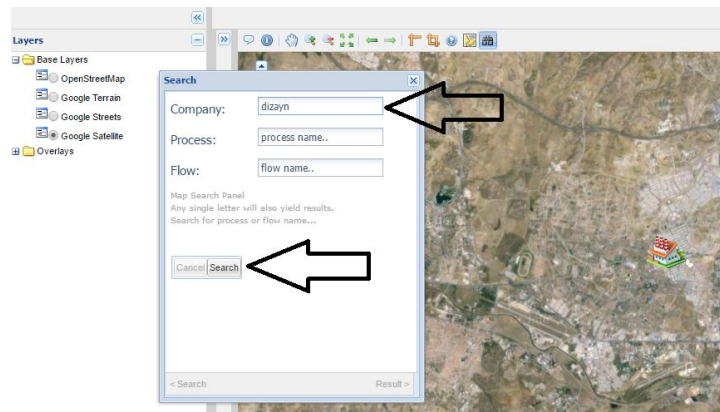 Layers
Base Layers
OpenStreetMap
Google Terrain
Google Streets
Google Satellite
Overlays
Search
Company: dizayn
Process: process name..
Flow: flow name..
Map Search Panel
Any single letter will also yield results.
Search for process or flow name...
Cancel Search
< Search Result >